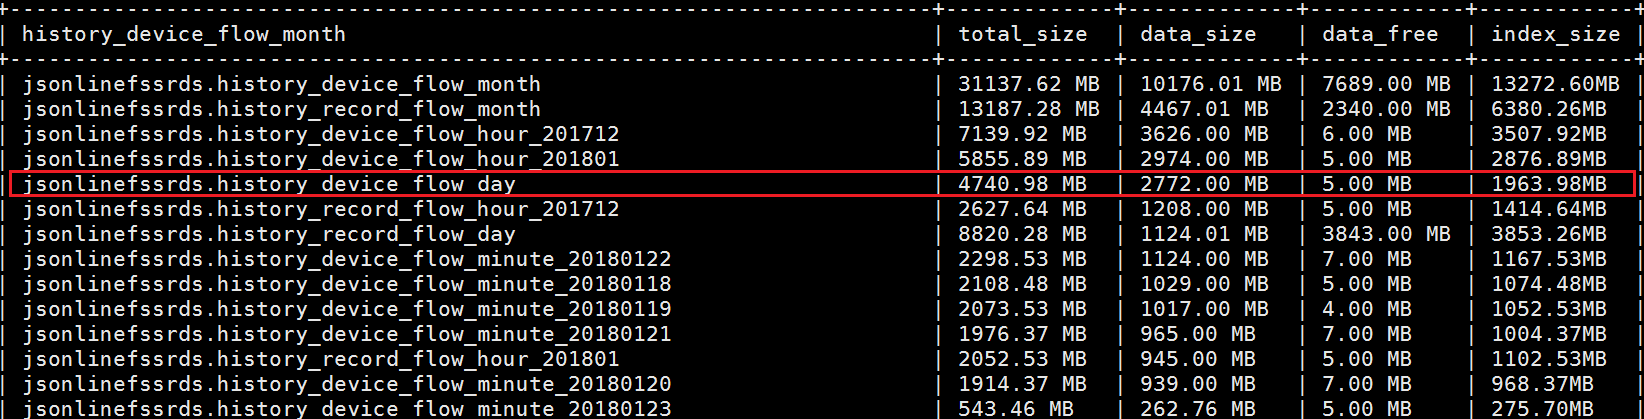 +------------------------------------------------------------------------+-------------+-------------+------------+------------+
| history_device_flow_month | total_size | data_size | data_free | index_size |
+------------------------------------------------------------------------+-------------+-------------+------------+------------+
| jsonlinefssrds.history_device_flow_month | 31137.62 MB | 10176.01 MB | 7689.00 MB | 13272.60MB |
| jsonlinefssrds.history_record_flow_month | 13187.28 MB | 4467.01 MB | 2340.00 MB | 6380.26MB |
| jsonlinefssrds.history_device_flow_hour_201712 | 7139.92 MB | 3626.00 MB | 6.00 MB | 3507.92MB |
| jsonlinefssrds.history_device_flow_hour_201801 | 5855.89 MB | 2974.00 MB | 5.00 MB | 2876.89MB |
| jsonlinefssrds.history_device_flow_day | 4740.98 MB | 2772.00 MB | 5.00 MB | 1963.98MB |
| jsonlinefssrds.history_record_flow_hour_201712 | 2627.64 MB | 1208.00 MB | 5.00 MB | 1414.64MB |
| jsonlinefssrds.history_record_flow_day | 8820.28 MB | 1124.01 MB | 3843.00 MB | 3853.26MB |
| jsonlinefssrds.history_device_flow_minute_20180122 | 2298.53 MB | 1124.00 MB | 7.00 MB | 1167.53MB |
| jsonlinefssrds.history_device_flow_minute_20180118 | 2108.48 MB | 1029.00 MB | 5.00 MB | 1074.48MB |
| jsonlinefssrds.history_device_flow_minute_20180119 | 2073.53 MB | 1017.00 MB | 4.00 MB | 1052.53MB |
| jsonlinefssrds.history_device_flow_minute_20180121 | 1976.37 MB | 965.00 MB | 7.00 MB | 1004.37MB |
| jsonlinefssrds.history_record_flow_hour_201801 | 2052.53 MB | 945.00 MB | 5.00 MB | 1102.53MB |
| jsonlinefssrds.history_device_flow_minute_20180120 | 1914.37 MB | 939.00 MB | 7.00 MB | 968.37MB |
| jsonlinefssrds.history_device_flow_minute_20180123 | 543.46 MB | 262.76 MB | 5.00 MB | 275.70MB |